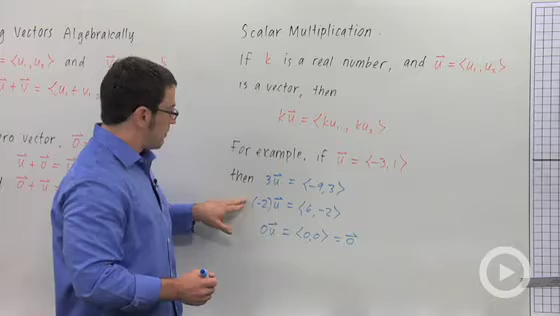 g Vectors Algebraically
= ⟨u₁, u₂⟩ and
u⃗ + v⃗ = ⟨u₁ + v₁,
ero vector, 0⃗
u⃗ + 0⃗ =
0⃗ + u⃗ =
Scalar Multiplication.
If k is a real number, and u⃗ = ⟨u₁, u₂⟩
is a vector, then
ku⃗ = ⟨ku₁, ku₂⟩
For example, if u⃗ = ⟨-3, 1⟩
then 3u⃗ = ⟨-9, 3⟩
(-2)u⃗ = ⟨6, -2⟩
0u⃗ = ⟨0,0⟩ = 0⃗